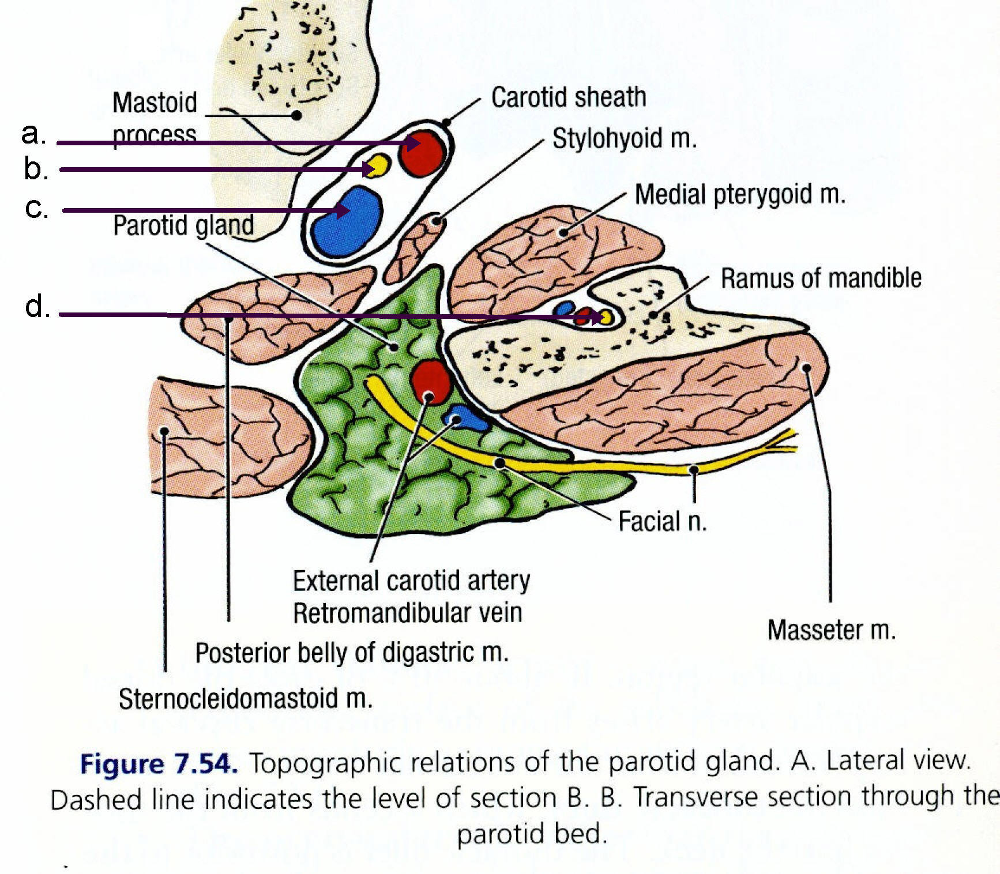 Mastoid
process
Carotid sheath
a.
Stylohyoid m.
b.
Medial pterygoid m.
c.
Parotid gland
Ramus of mandible
d.
Facial n.
External carotid artery
Retromandibular vein
Masseter m.
Posterior belly of digastric m.
Sternocleidomastoid m.
Figure 7.54. Topographic relations of the parotid gland. A. Lateral view.
Dashed line indicates the level of section B. B. Transverse section through the
parotid bed.